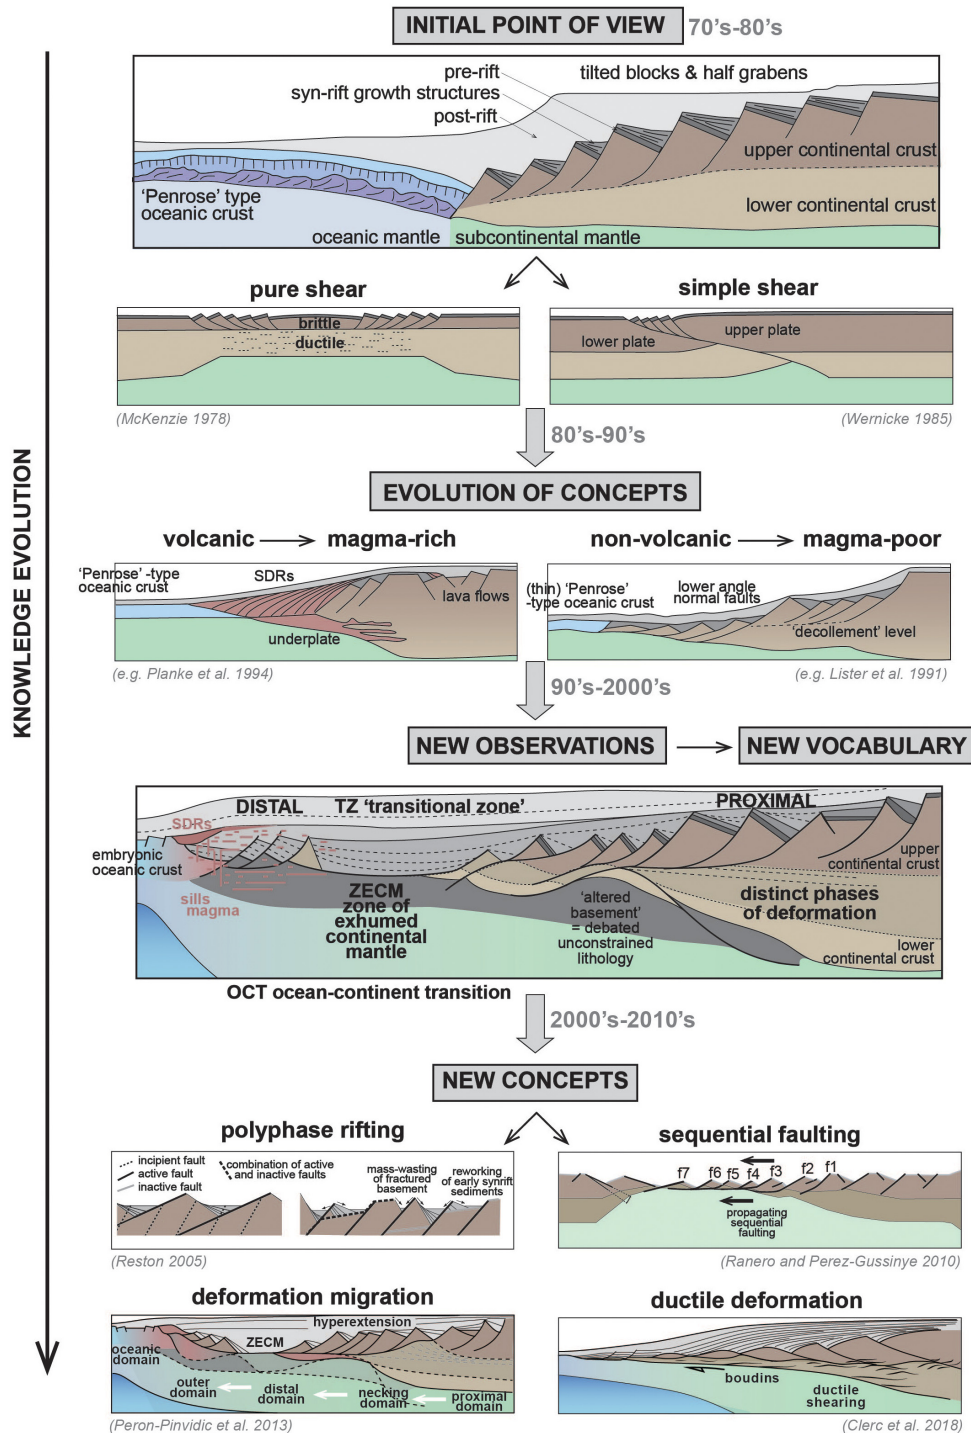 INITIAL POINT OF VIEW 70's-80's
pre-rift
syn-rift growth structures
post-rift
tilted blocks & half grabens
upper continental crust
lower continental crust
'Penrose' type
oceanic crust
oceanic mantle
subcontinental mantle
pure shear
simple shear
brittle
ductile
upper plate
lower plate
(McKenzie 1978)
(Wernicke 1985)
80's-90's
KNOWLEDGE EVOLUTION
EVOLUTION OF CONCEPTS
volcanic
magma-rich
non-volcanic
magma-poor
'Penrose' -type
oceanic crust
SDRs
lava flows
underplate
(thin) 'Penrose'
-type oceanic crust
lower angle
normal faults
'decollement' level
(e.g. Planke et al. 1994)
(e.g. Lister et al. 1991)
90's-2000's
NEW OBSERVATIONS
NEW VOCABULARY
DISTAL
TZ 'transitional zone'
PROXIMAL
SDRs
embryonic
oceanic crust
sills
magma
ZECM
zone of
exhumed
continental
mantle
'altered
basement'
= debated
unconstrained
lithology
upper
continental crust
distinct phases
of deformation
lower
continental crust
OCT ocean-continent transition
2000's-2010's
NEW CONCEPTS
polyphase rifting
sequential faulting
incipient fault
active fault
inactive fault
combination of active
and inactive faults
mass-wasting
of fractured
basement
reworking
of early synrift
sediments
f7 f6 f5 f4 f3 f2 f1
propagating
sequential
faulting
(Reston 2005)
(Ranero and Perez-Gussinye 2010)
deformation migration
ductile deformation
hyperextension
ZECM
oceanic
domain
outer
domain
distal
domain
necking
domain
proximal
domain
boudins
ductile
shearing
(Peron-Pinvidic et al. 2013)
(Clerc et al. 2018)